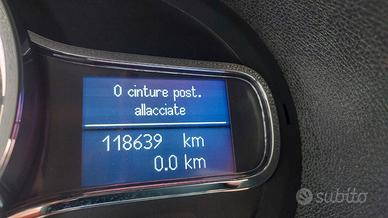 0 cinture post.
allacciate
118639 km
0.0 km
subito